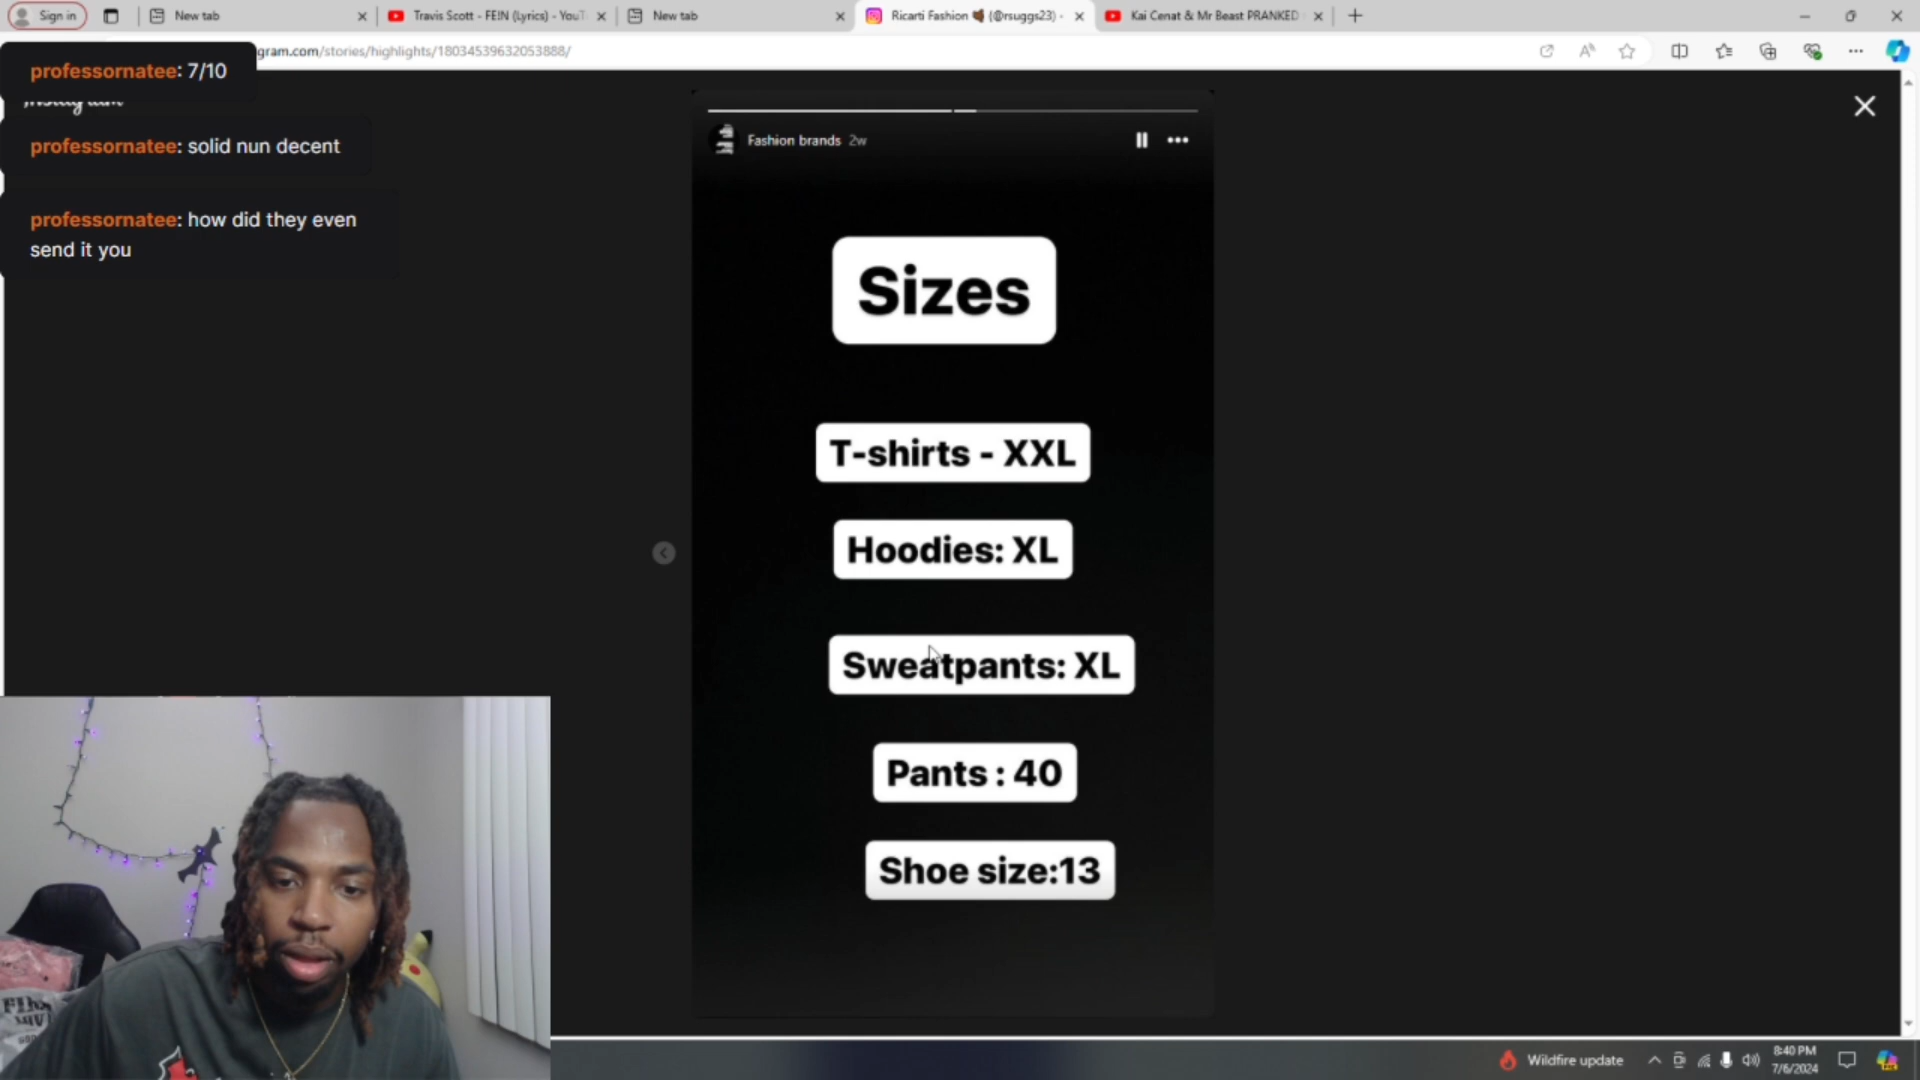 Sign in
New tab
Travis Scott - FE!N (Lyrics) - YouT
New tab
Ricarti Fashion (@rsuggs23) -
Kai Cenat & Mr Beast PRANKED
gram.com/stories/highlights/18034539632053888/
professornatee: 7/10
Instagram
professornatee: solid nun decent
professornatee: how did they even
send it you
Fashion brands 2w
Sizes
T-shirts - XXL
Hoodies: XL
Sweatpants: XL
Pants : 40
Shoe size:13
Wildfire update
8:40 PM
7/6/2024